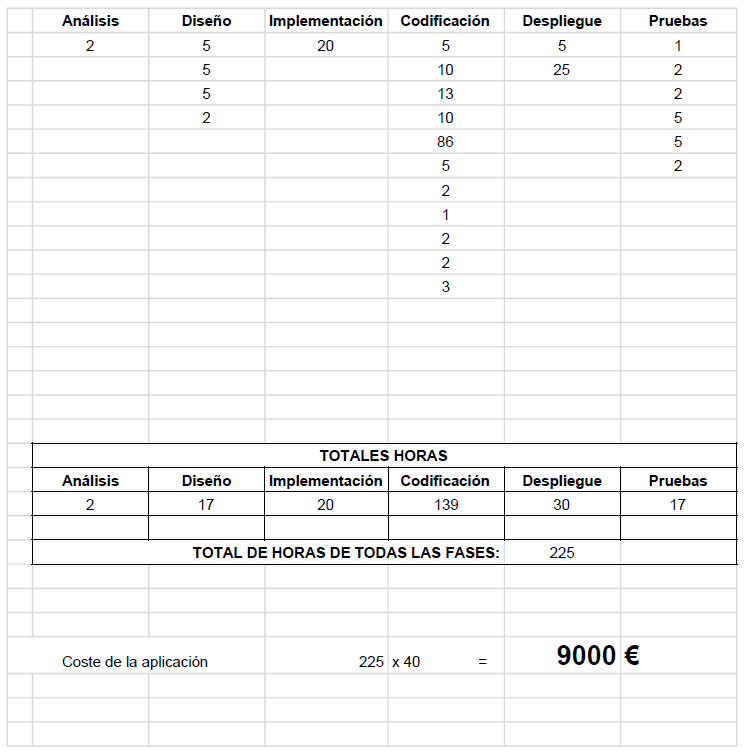 Análisis Diseño Implementación Codificación Despliegue Pruebas
2 5 20 5 5 1
5 10 25 2
5 13 2
2 10 5
86 5
5 2
2
1
2
2
3
TOTALES HORAS
Análisis Diseño Implementación Codificación Despliegue Pruebas
2 17 20 139 30 17
TOTAL DE HORAS DE TODAS LAS FASES: 225
Coste de la aplicación 225 x 40 = 9000 €